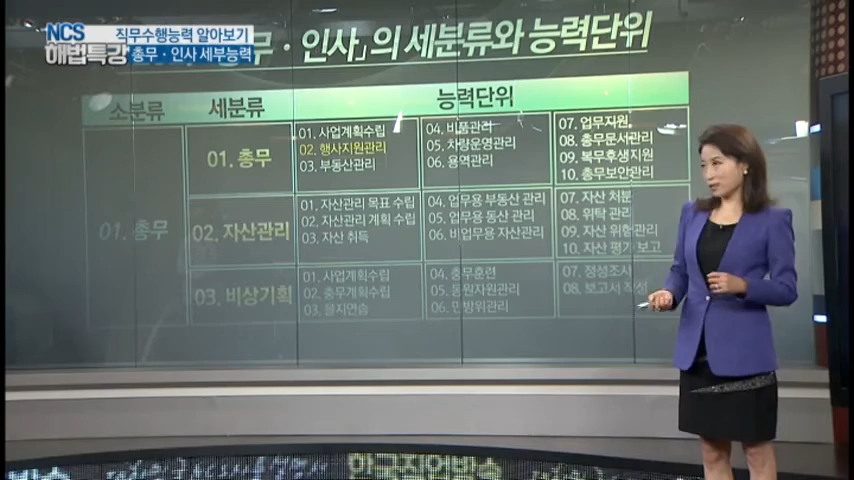 NCS
해법특강
직무수행능력 알아보기
총무·인사 세부능력
무·인사」의 세분류와 능력단위
소분류 세분류 능력단위
01. 총무
01. 총무
01. 사업계획수립
02. 행사지원관리
03. 부동산관리
04. 비품관리
05. 차량운영관리
06. 용역관리
07. 업무지원
08. 총무문서관리
09. 복무후생지원
10. 총무보안관리
02. 자산관리
01. 자산관리 목표 수립
02. 자산관리 계획 수립
03. 자산 취득
04. 업무용 부동산 관리
05. 업무용 동산 관리
06. 비업무용 자산관리
07. 자산 처분
08. 위탁 관리
09. 자산 위험관리
10. 자산 평가 보고
03. 비상기획
01. 사업계획수립
02. 충무계획수립
03. 을지연습
04. 충무훈련
05. 동원자원관리
06. 민방위관리
07. 정성조사
08. 보고서 작성
한국직업방송